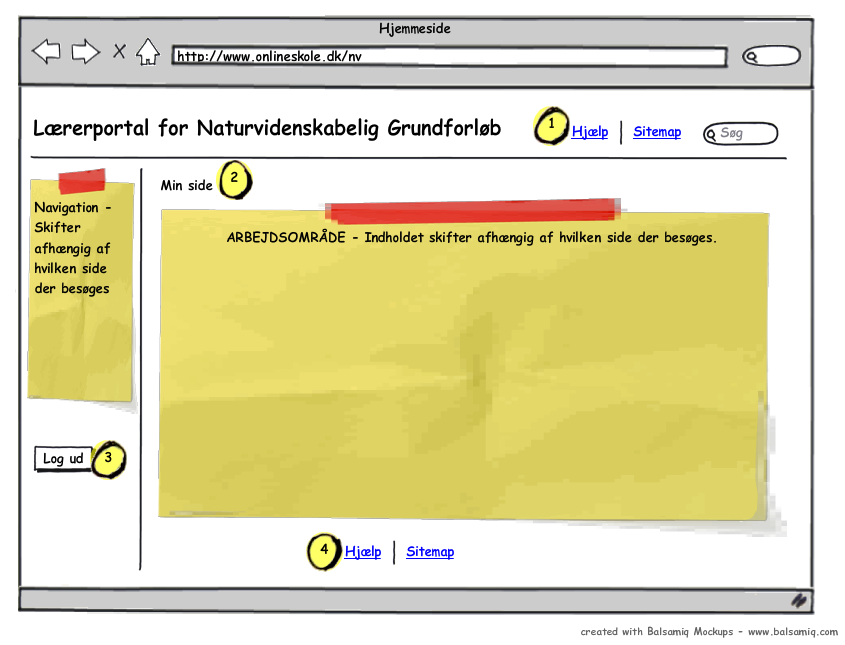 Hjemmeside
http://www.onlineskole.dk/nv
Lærerportal for Naturvidenskabelig Grundforløb
1
Hjælp | Sitemap
Søg
Navigation -
Skifter
afhængig af
hvilken side
der besøges
Min side
2
ARBEJDSOMRÅDE - Indholdet skifter afhængig af hvilken side der besøges.
Log ud
3
4
Hjælp | Sitemap
created with Balsamiq Mockups - www.balsamiq.com